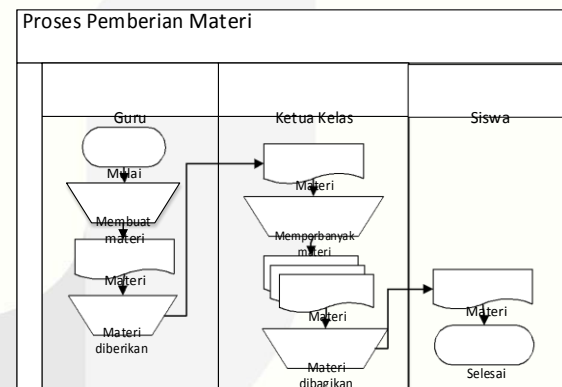 Proses Pemberian Materi
Guru
Ketua Kelas
Siswa
Mulai
Membuat
materi
Materi
Materi
diberikan
Materi
Memperbanyak
materi
Materi
Materi
dibagikan
Materi
Selesai